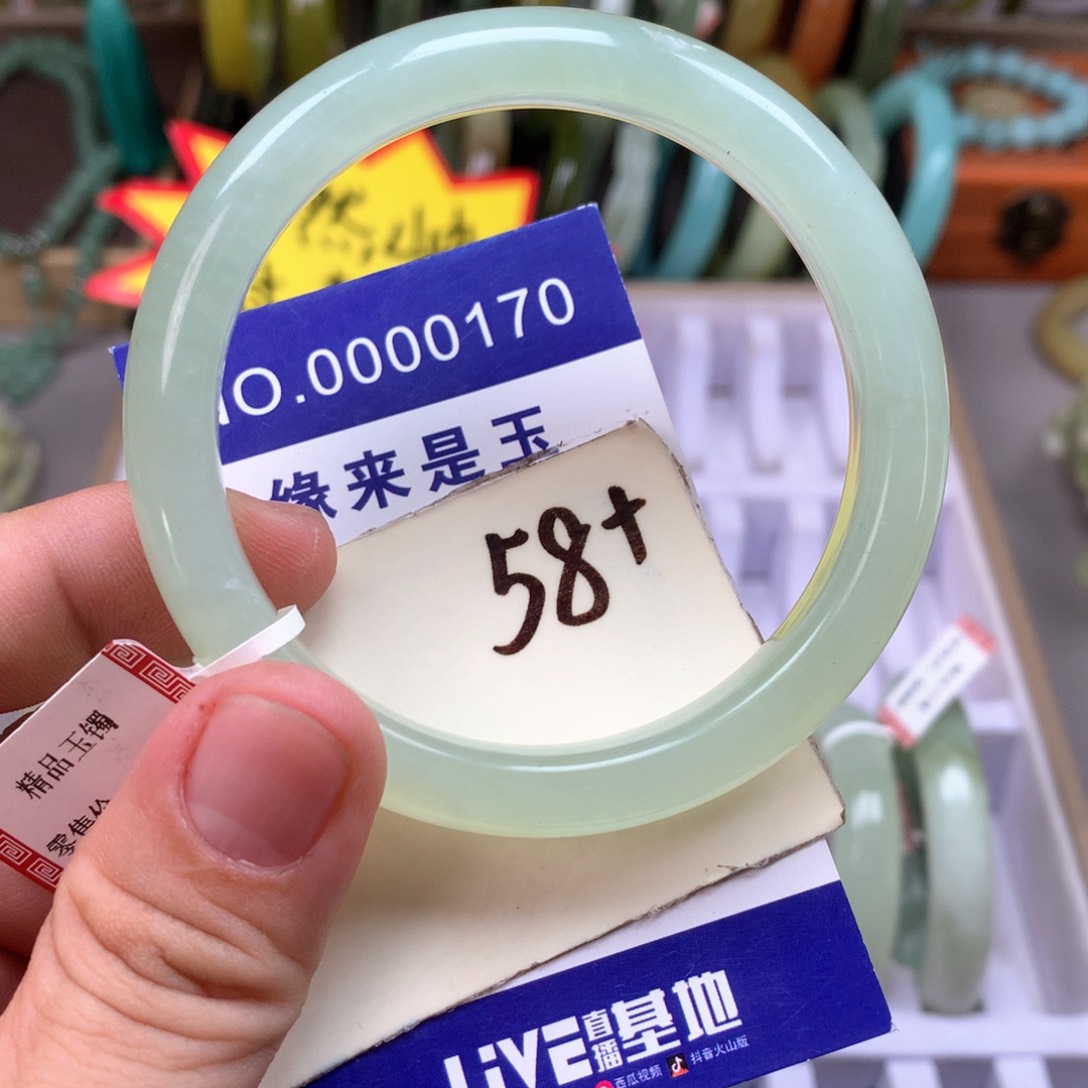 NO.0000170
缘来是玉
58+
精品玉镯
零售价
LiVE直播基地
西瓜视频 抖音火山版